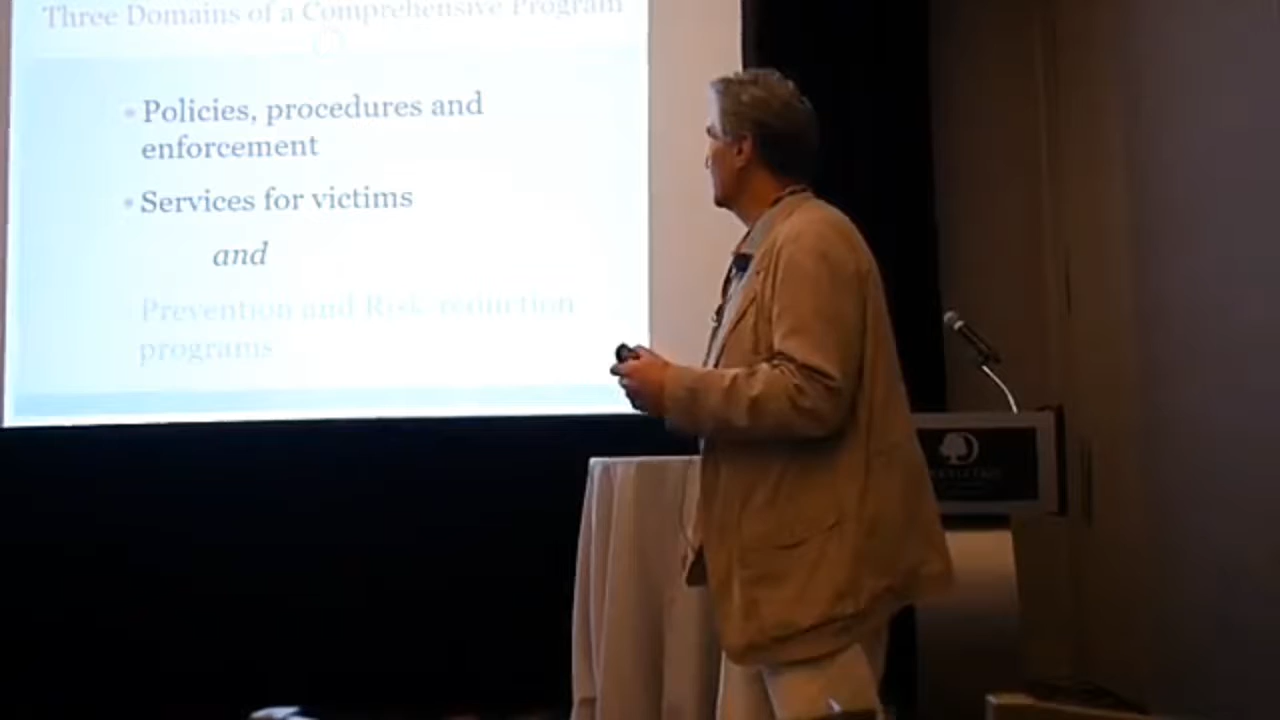 Three Domains of a Comprehensive Program
• Policies, procedures and
enforcement
• Services for victims
and
Prevention and Risk reduction
programs